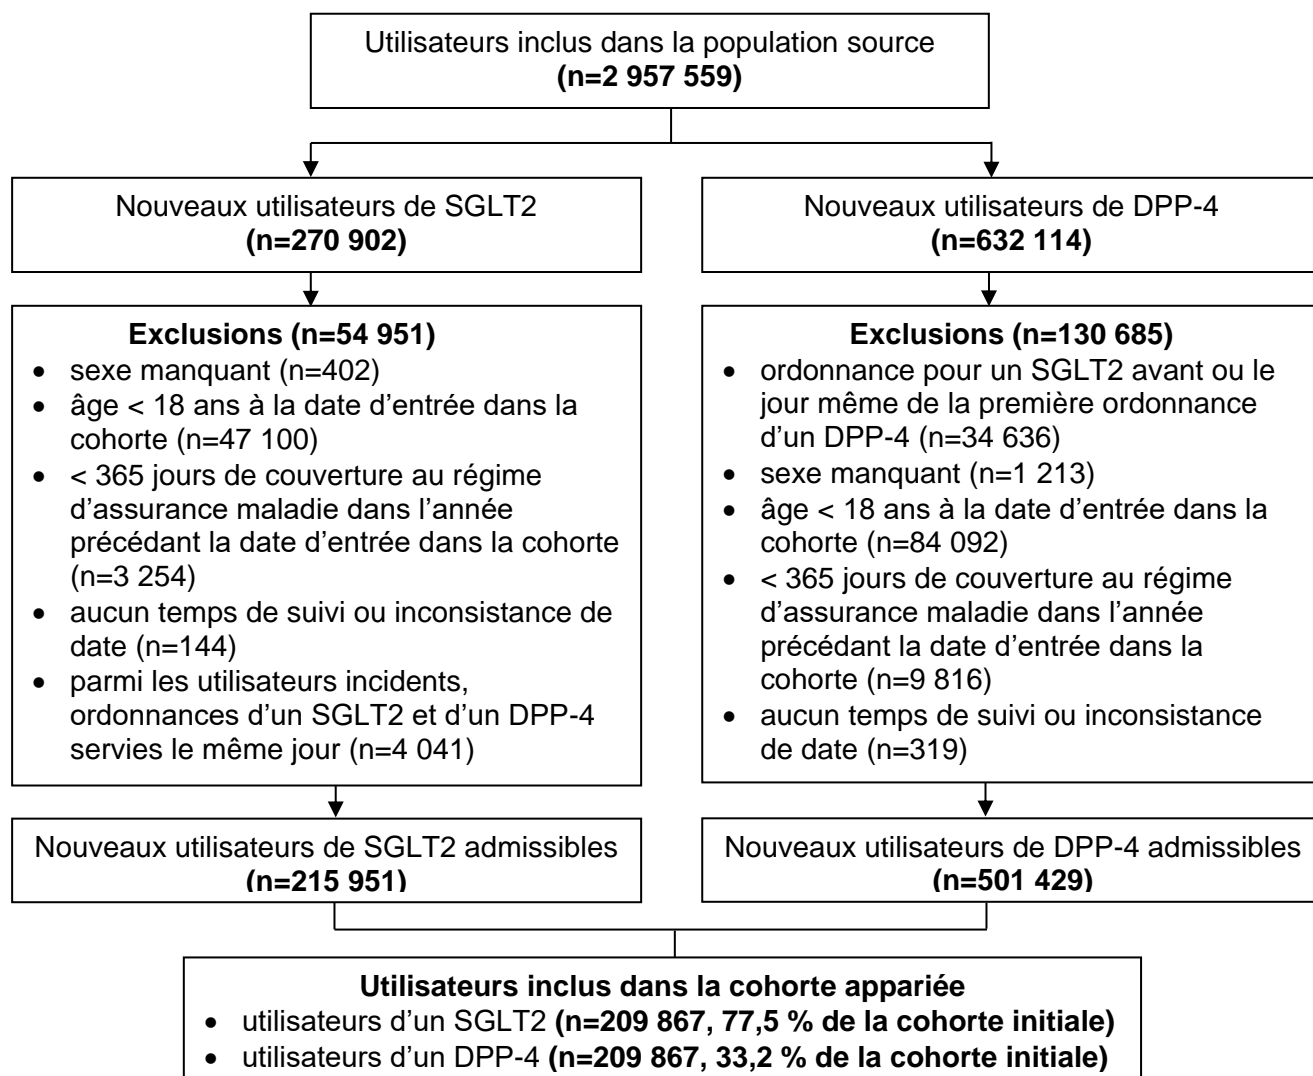 Utilisateurs inclus dans la population source
(n=2 957 559)
Nouveaux utilisateurs de SGLT2
(n=270 902)
Nouveaux utilisateurs de DPP-4
(n=632 114)
Exclusions (n=54 951)
• sexe manquant (n=402)
• âge < 18 ans à la date d'entrée dans la
cohorte (n=47 100)
• < 365 jours de couverture au régime
d'assurance maladie dans l'année
précédant la date d'entrée dans la cohorte
(n=3 254)
• aucun temps de suivi ou inconsistance de
date (n=144)
• parmi les utilisateurs incidents,
ordonnances d'un SGLT2 et d'un DPP-4
servies le même jour (n=4 041)
Exclusions (n=130 685)
• ordonnance pour un SGLT2 avant ou le
jour même de la première ordonnance
d'un DPP-4 (n=34 636)
• sexe manquant (n=1 213)
• âge < 18 ans à la date d'entrée dans la
cohorte (n=84 092)
• < 365 jours de couverture au régime
d'assurance maladie dans l'année
précédant la date d'entrée dans la
cohorte (n=9 816)
• aucun temps de suivi ou inconsistance
de date (n=319)
Nouveaux utilisateurs de SGLT2 admissibles
(n=215 951)
Nouveaux utilisateurs de DPP-4 admissibles
(n=501 429)
Utilisateurs inclus dans la cohorte appariée
• utilisateurs d'un SGLT2 (n=209 867, 77,5 % de la cohorte initiale)
• utilisateurs d'un DPP-4 (n=209 867, 33,2 % de la cohorte initiale)